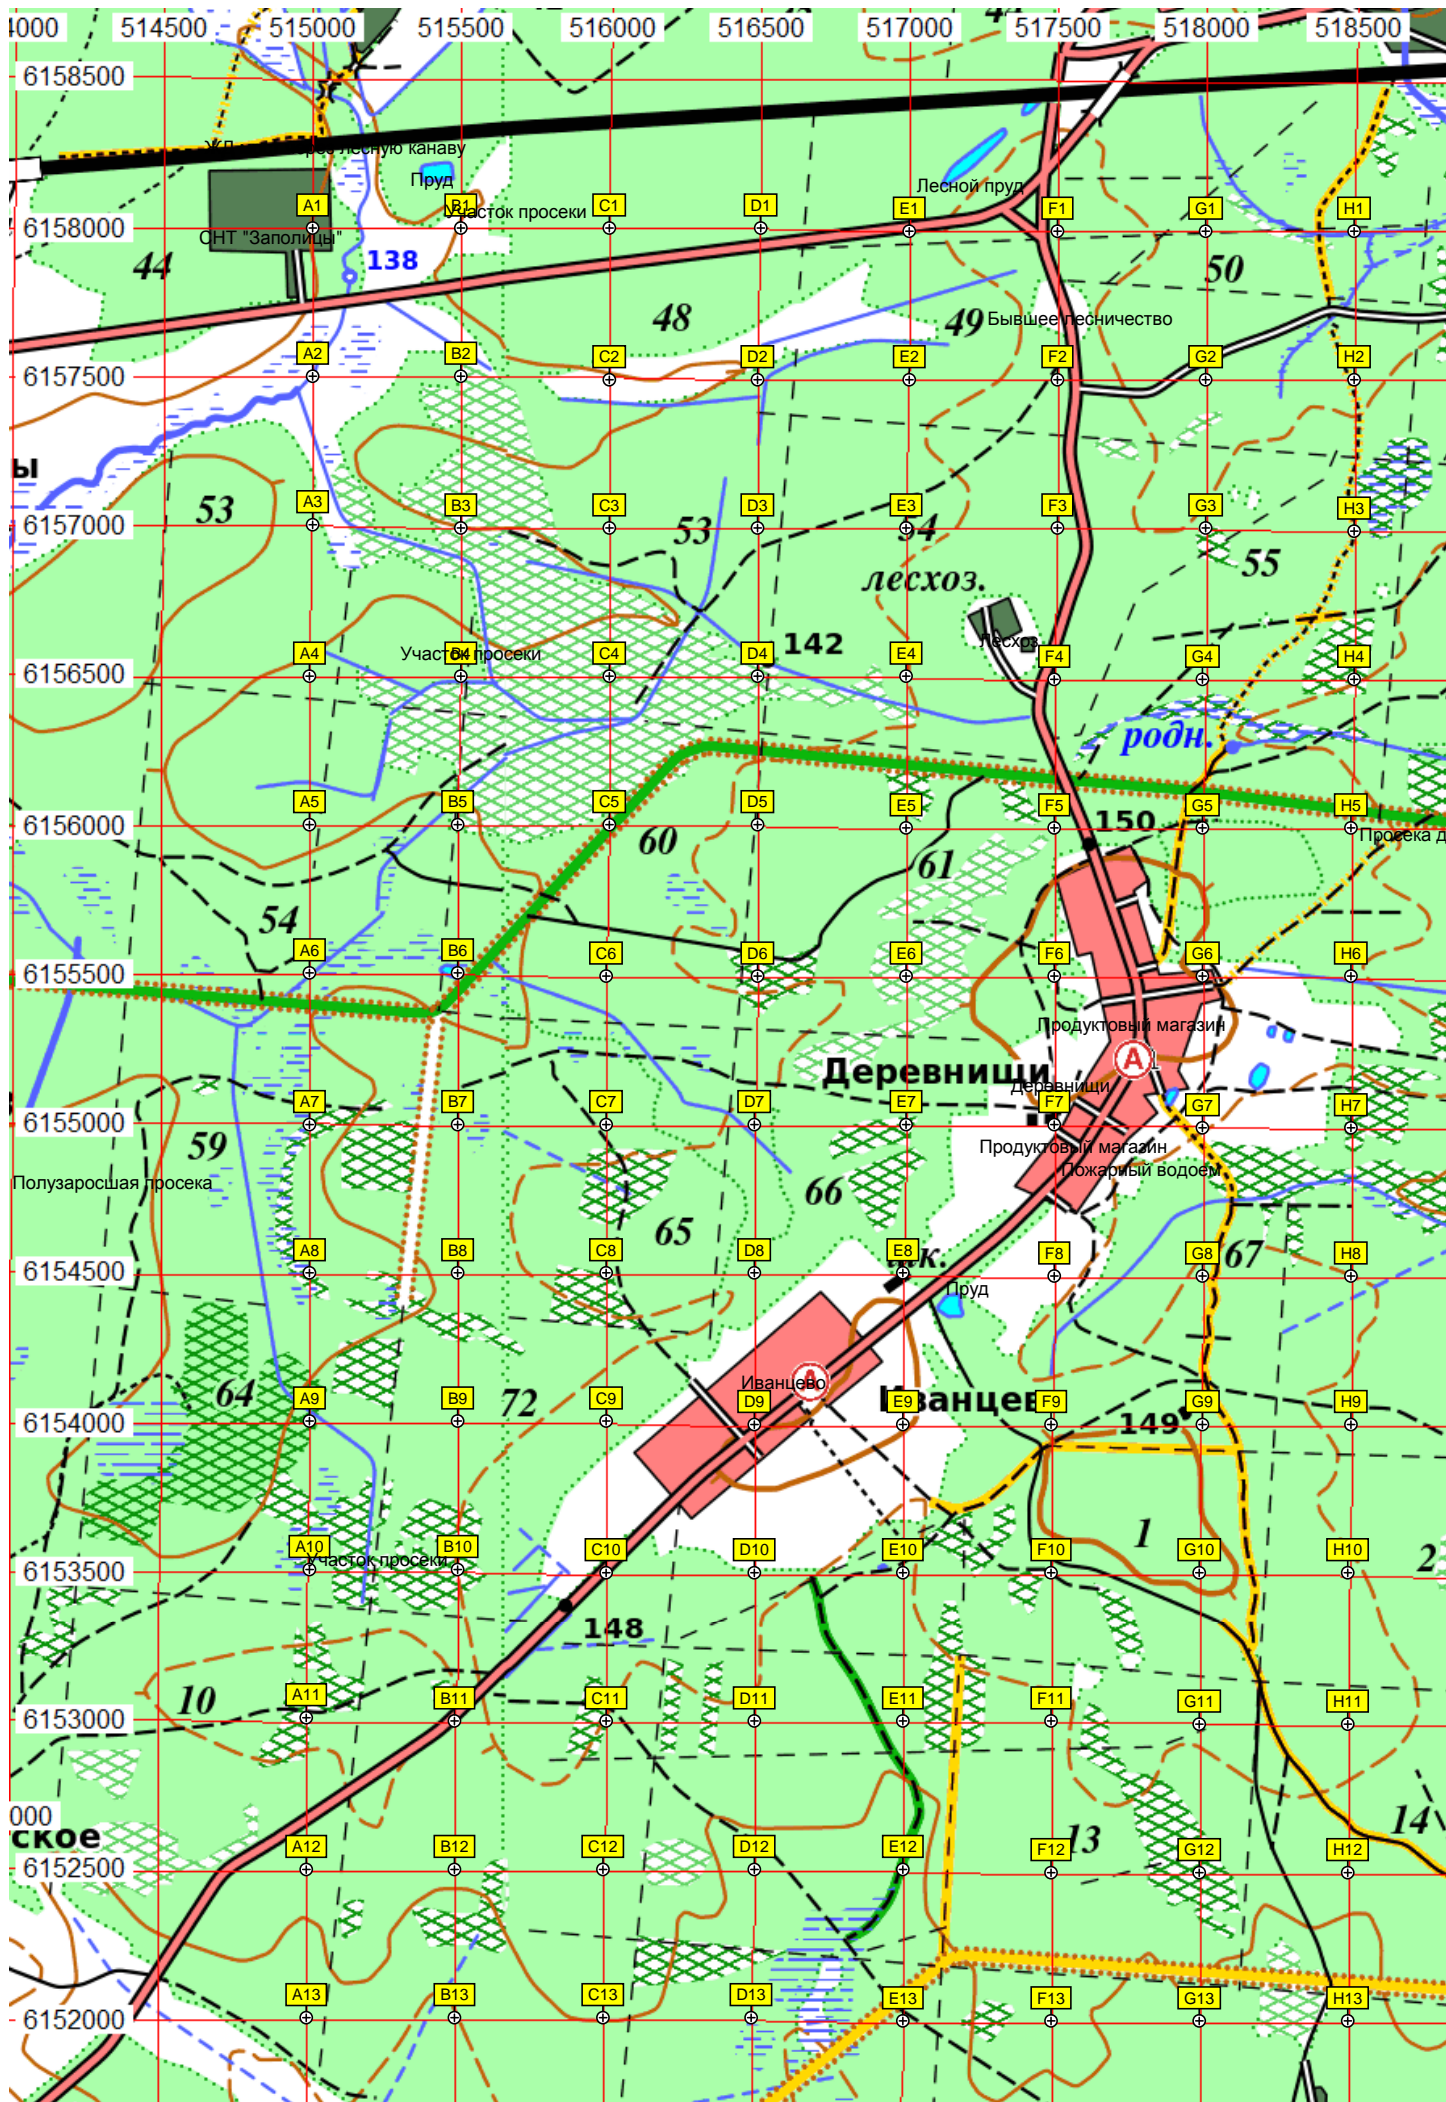 4000 514500 515000 515500 516000 516500 517000 517500 518000 518500
6158500
Пруд
Лесной пруд
A1 B1 C1 D1 E1 F1 G1 H1
Участок просеки
6158000
СНТ "Заполицы"
44
138
50
48
49
Бывшее лесничество
A2 B2 C2 D2 E2 F2 G2 H2
6157500
ы
53
A3 B3 C3 D3 E3 F3 G3 H3
6157000
53
55
лесхоз.
142
Лесхоз
A4 B4 C4 D4 E4 F4 G4 H4
Участок просеки
6156500
родн.
A5 B5 C5 D5 E5 F5 G5 H5
6156000
150
Просека д
60
61
54
A6 B6 C6 D6 E6 F6 G6 H6
6155500
Продуктовый магазин
Деревнищи
Деревнищи
A7 B7 C7 D7 E7 F7 G7 H7
6155000
59
Продуктовый магазин
Пожарный водоем
Полузаросшая просека
66
65
67
A8 B8 C8 D8 E8 F8 G8 H8
6154500
Пруд
Иванцево
64
72
A9 B9 C9 D9 E9 F9 G9 H9
6154000
149
1
A10 B10 C10 D10 E10 F10 G10 H10
Участок просеки
2
6153500
148
10
A11 B11 C11 D11 E11 F11 G11 H11
6153000
000
ское
13
14
A12 B12 C12 D12 E12 F12 G12 H12
6152500
A13 B13 C13 D13 E13 F13 G13 H13
6152000